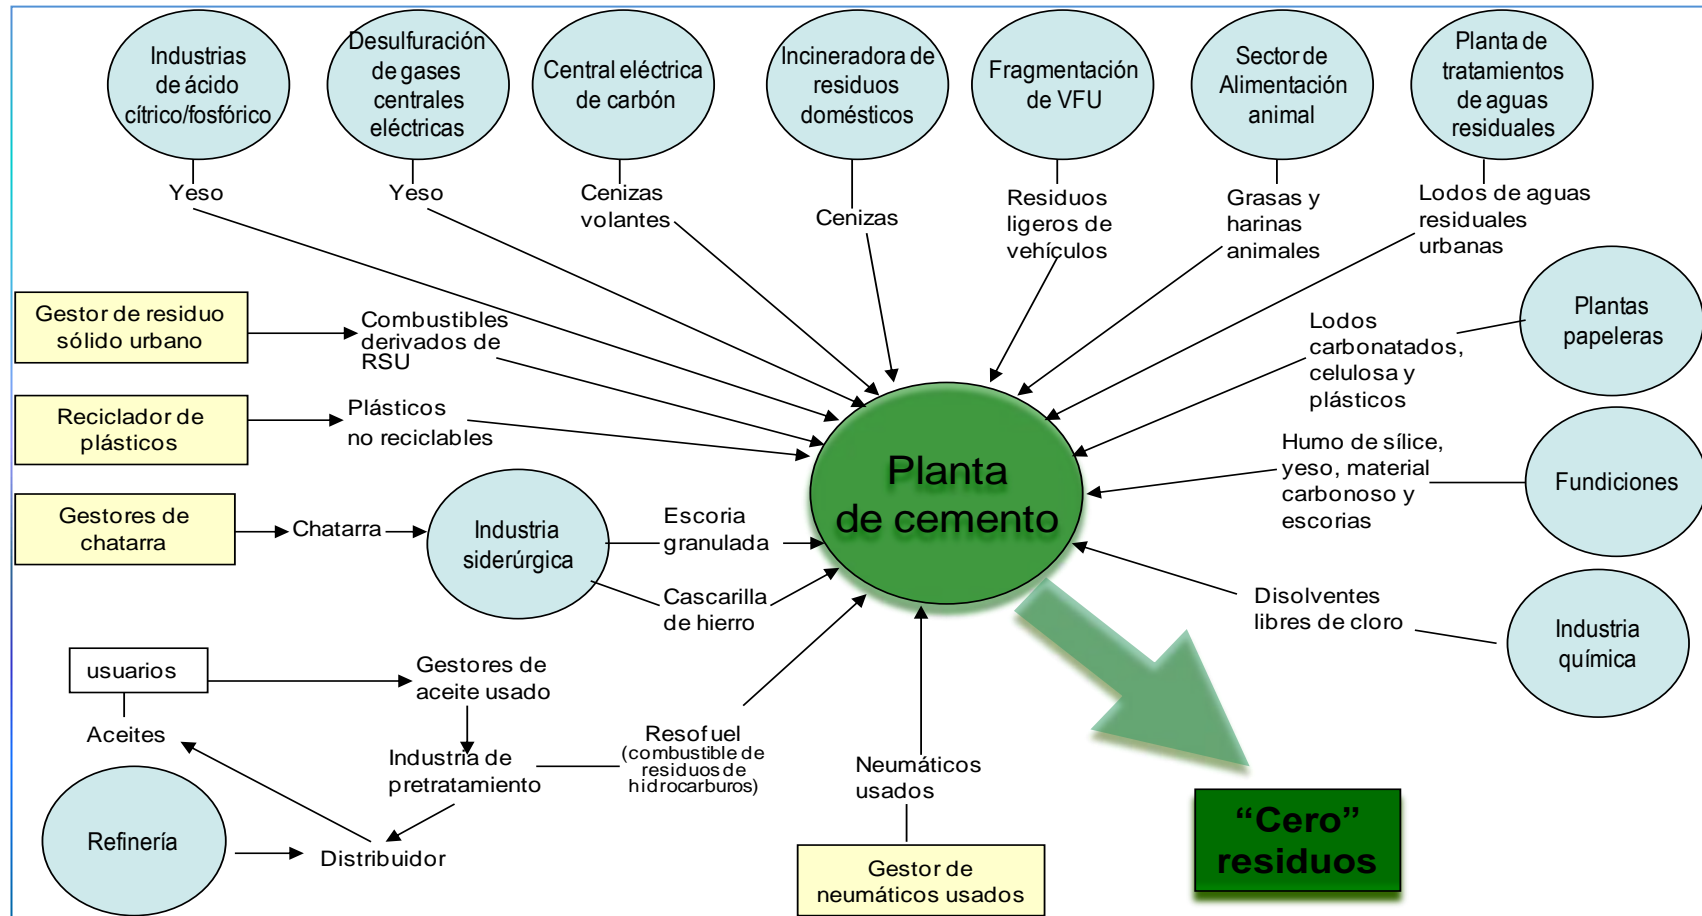 Industrias
de ácido
cítrico/fosfórico
Desulfuración
de gases
centrales
eléctricas
Central eléctrica
de carbón
Incineradora de
residuos
domésticos
Fragmentación
de VFU
Sector de
Alimentación
animal
Planta de
tratamientos
de aguas
residuales
Yeso
Yeso
Cenizas
volantes
Cenizas
Residuos
ligeros de
vehículos
Grasas y
harinas
animales
Lodos de aguas
residuales
urbanas
Gestor de residuo
sólido urbano
Combustibles
derivados de
RSU
Lodos
carbonatados,
celulosa y
plásticos
Plantas
papeleras
Reciclador de
plásticos
Plásticos
no reciclables
Planta
de cemento
Humo de sílice,
yeso, material
carbonoso y
escorias
Fundiciones
Gestores de
chatarra
Chatarra
Industria
siderúrgica
Escoria
granulada
Cascarilla
de hierro
Disolventes
libres de cloro
Industria
química
usuarios
Gestores de
aceite usado
Aceites
Industria de
pretratamiento
Resofuel
(combustible de
residuos de
hidrocarburos)
Neumáticos
usados
Refinería
Distribuidor
Gestor de
neumáticos usados
“Cero”
residuos